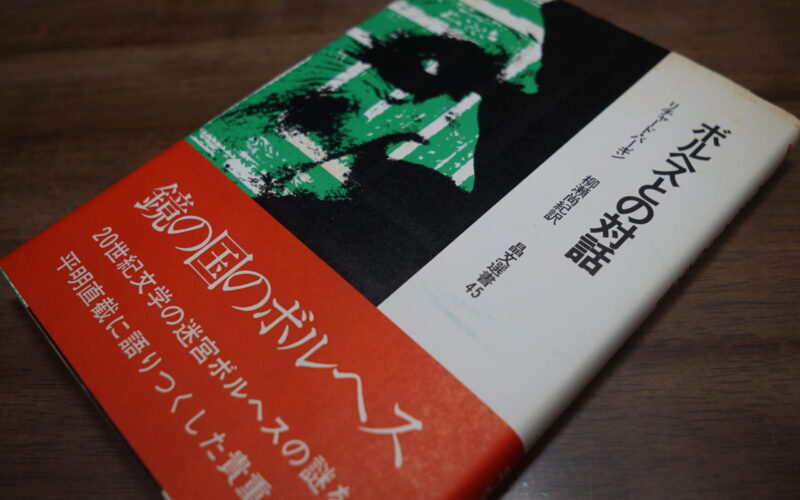 ボルヘスとの対話
リチャード・バーギン
柳瀬尚紀訳
晶文選書45
鏡の国のボルヘス
20世紀文学の迷宮ボルヘスの謎を
平明直截に語りつくした貴重